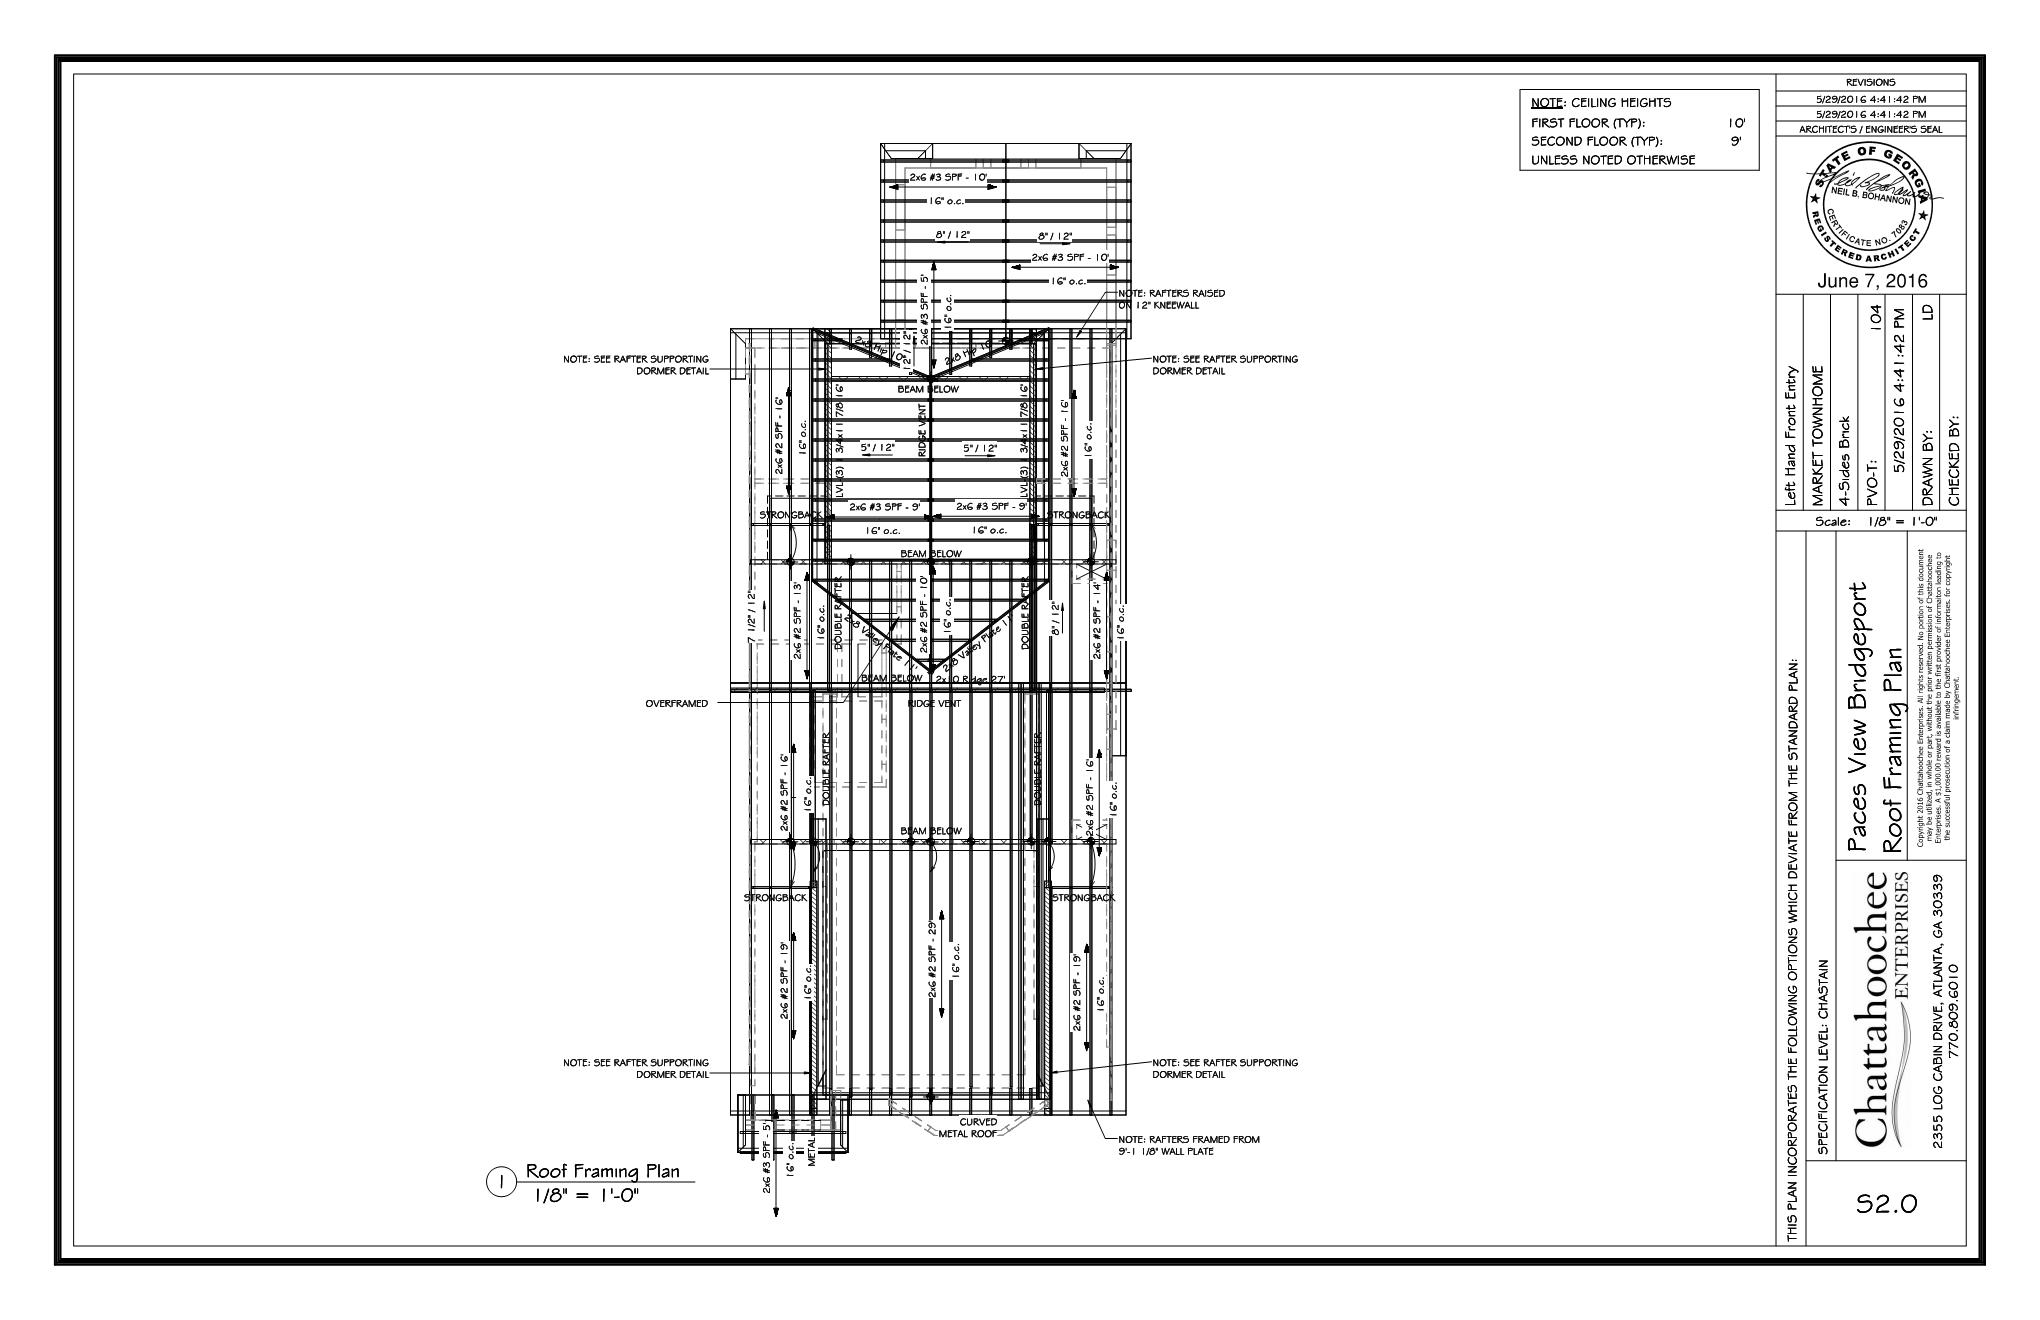 NOTE: CEILING HEIGHTS
FIRST FLOOR (TYP): 10'
SECOND FLOOR (TYP): 9'
UNLESS NOTED OTHERWISE
2x6 #3 SPF - 10'
16" o.c.
8" / 12"
8" / 12"
2x6 #3 SPF - 10'
16" o.c.
2x6 #3 SPF - 5'
16" o.c.
NOTE: RAFTERS RAISED
ON 12" KNEEWALL
NOTE: SEE RAFTER SUPPORTING
DORMER DETAIL
NOTE: SEE RAFTER SUPPORTING
DORMER DETAIL
2x8 Hip 10'
2x8 Hip 10'
BEAM BELOW
RIDGE VENT
2x6 #2 SPF - 16'
16" o.c.
LVL (3) 1 3/4x11 7/8 16'
LVL (3) 1 3/4x11 7/8 16'
2x6 #2 SPF - 16'
16" o.c.
5" / 12"
5" / 12"
2x6 #3 SPF - 9'
2x6 #3 SPF - 9'
16" o.c.
16" o.c.
STRONGBACK
STRONGBACK
BEAM BELOW
7 1/2" / 12"
2x6 #2 SPF - 13'
16" o.c.
DOUBLE RAFTER
2x6 #2 SPF - 10'
16" o.c.
DOUBLE RAFTER
8" / 12"
2x6 #2 SPF - 14'
16" o.c.
2x8 Valley Plate 11'
2x8 Valley Plate 11'
BEAM BELOW
2x10 Ridge 27'
OVERFRAMED
RIDGE VENT
2x6 #2 SPF - 16'
16" o.c.
DOUBLE RAFTER
DOUBLE RAFTER
2x6 #2 SPF - 16'
16" o.c.
BEAM BELOW
STRONGBACK
STRONGBACK
2x6 #2 SPF - 19'
16" o.c.
2x6 #2 SPF - 29'
16" o.c.
2x6 #2 SPF - 19'
16" o.c.
NOTE: SEE RAFTER SUPPORTING
DORMER DETAIL
NOTE: SEE RAFTER SUPPORTING
DORMER DETAIL
CURVED
METAL ROOF
NOTE: RAFTERS FRAMED FROM
9'-1 1/8" WALL PLATE
2x6 #3 SPF - 5'
16" o.c.
METAL
1
Roof Framing Plan
1/8" = 1'-0"
REVISIONS
5/29/2016 4:41:42 PM
5/29/2016 4:41:42 PM
ARCHITECT'S / ENGINEER'S SEAL
STATE OF GEORGIA
NEIL B. BOHANNON
CERTIFICATE NO. 7083
REGISTERED ARCHITECT
June 7, 2016
Left Hand Front Entry
MARKET TOWNHOME
4-Sides Brick
PVO-T: 104
5/29/2016 4:41:42 PM
DRAWN BY: LD
CHECKED BY:
Scale: 1/8" = 1'-0"
THIS PLAN INCORPORATES THE FOLLOWING OPTIONS WHICH DEVIATE FROM THE STANDARD PLAN:
SPECIFICATION LEVEL: CHASTAIN
Paces View Bridgeport
Roof Framing Plan
Copyright 2016 Chattahoochee Enterprises. All rights reserved. No portion of this document
may be utilized, in whole or part, without the prior written permission of Chattahoochee
Enterprises. A $1,000.00 reward is available to the first provider of informaiton leading to
the successful prosecution of a claim made by Chattahoochee Enterprises. for copyright
infringement.
Chattahoochee
ENTERPRISES
2355 LOG CABIN DRIVE, ATLANTA, GA 30339
770.809.6010
S2.0